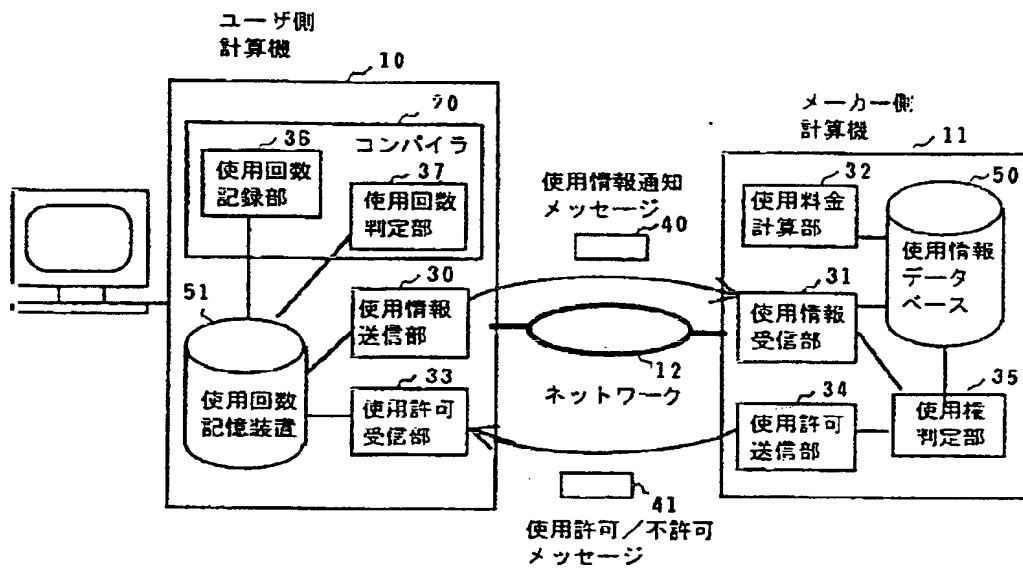 ユーザ側
計算機
10
20
コンパイラ
36
使用回数
記録部
37
使用回数
判定部
51
使用回数
記憶装置
30
使用情報
送信部
33
使用許可
受信部
使用情報通知
メッセージ
40
12
ネットワーク
41
使用許可/不許可
メッセージ
メーカー側
計算機
11
32
使用料金
計算部
50
使用情報
データ
ベース
31
使用情報
受信部
34
使用許可
送信部
35
使用権
判定部